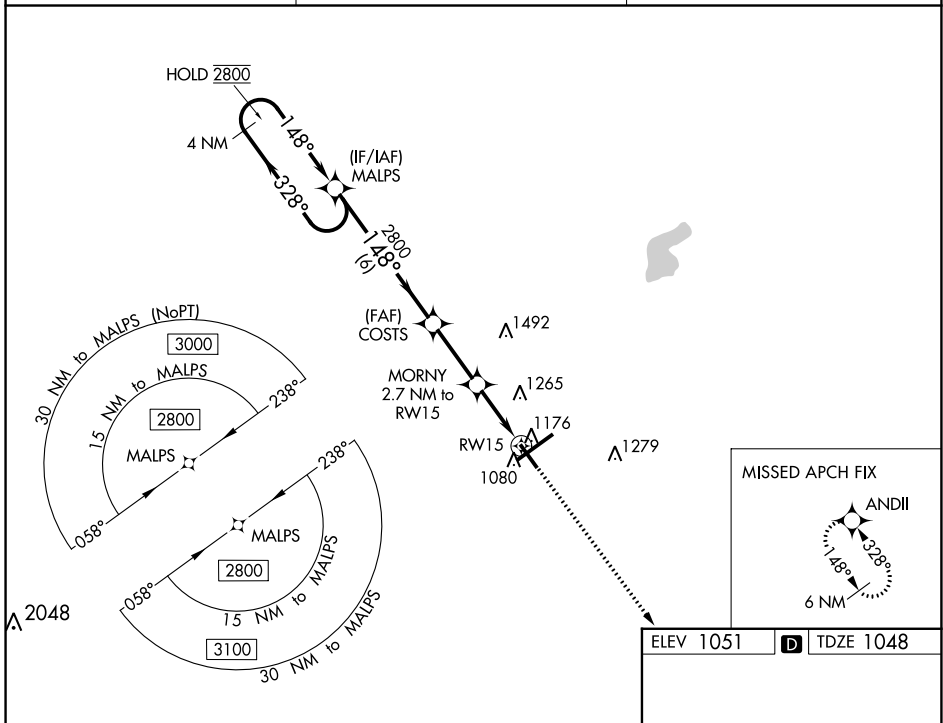 HOLD 2800
4 NM
148°
328°
(IF/IAF)
MALPS
2800
148°
(6)
(FAF)
COSTS
1492
MORNY
2.7 NM to
RW15
1265
1176
RW15
1080
1279
30 NM to MALPS (NoPT)
3000
15 NM to MALPS
2800
MALPS
238°
058°
238°
MALPS
058°
2800
15 NM to MALPS
3100
30 NM to MALPS
2048
MISSED APCH FIX
ANDII
148°
328°
6 NM
ELEV 1051
D
TDZE 1048